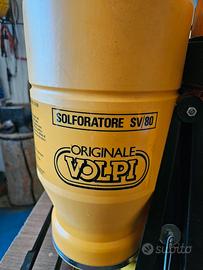 SOLFORATORE SV/80
ORIGINALE
VOLPI
subito